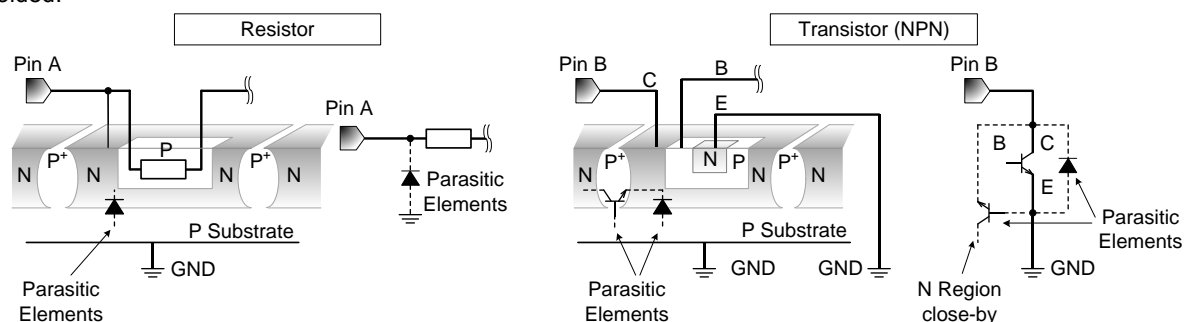 Resistor
Pin A
P
N
P+
N
N
P+
N
Parasitic
Elements
P Substrate
GND
Pin A
Parasitic
Elements
Transistor (NPN)
Pin B
C
B
E
N
P+
N
N
P
N
P+
N
P Substrate
GND
GND
Parasitic
Elements
Pin B
B
C
E
Parasitic
Elements
GND
N Region
close-by